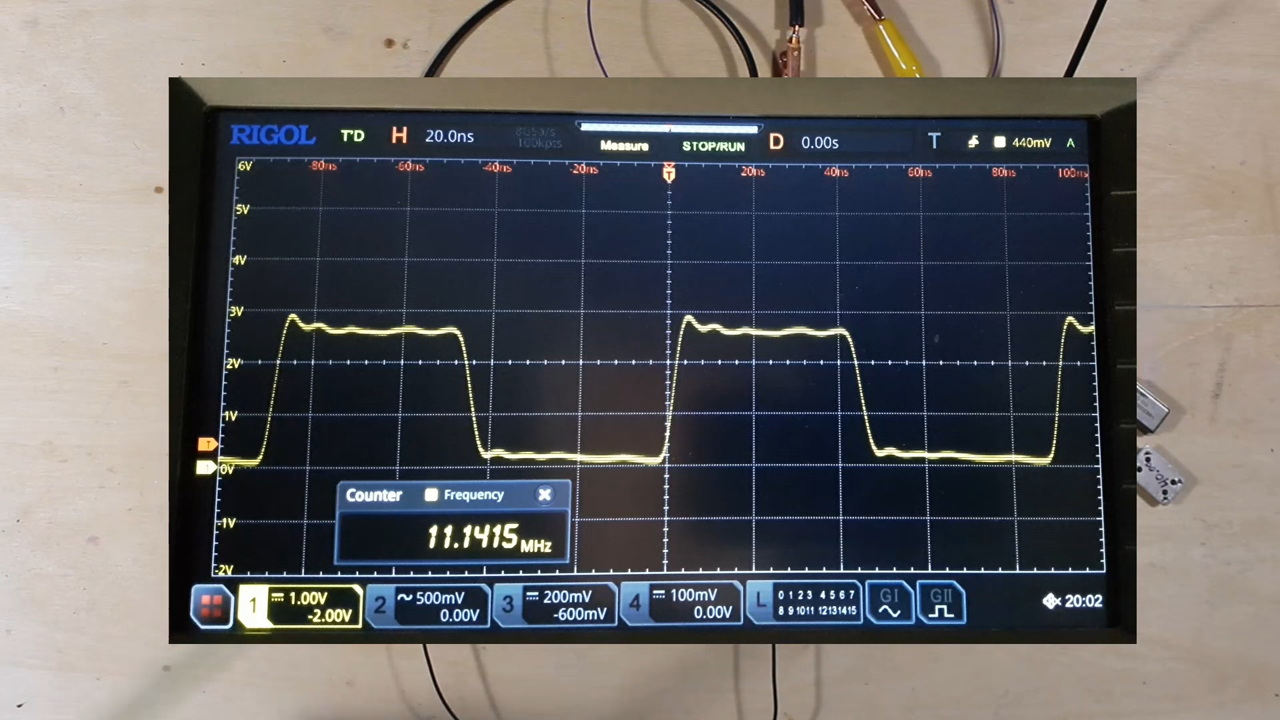 RIGOL T'D H 20.0ns Measure STOP/RUN D 0.00s T 440mV A
6V -80ns -60ns -40ns -20ns T 20ns 40ns 60ns 80ns 100ns
5V
4V
3V
2V
1V
T
1
0V
-1V
-2V
Counter Frequency
11.1415 MHz
1 1.00V -2.00V
2 500mV 0.00V
3 200mV -600mV
4 100mV 0.00V
L 0 1 2 3 4 5 6 7
8 9 10 11 12 13 14 15
GI GII
20:02